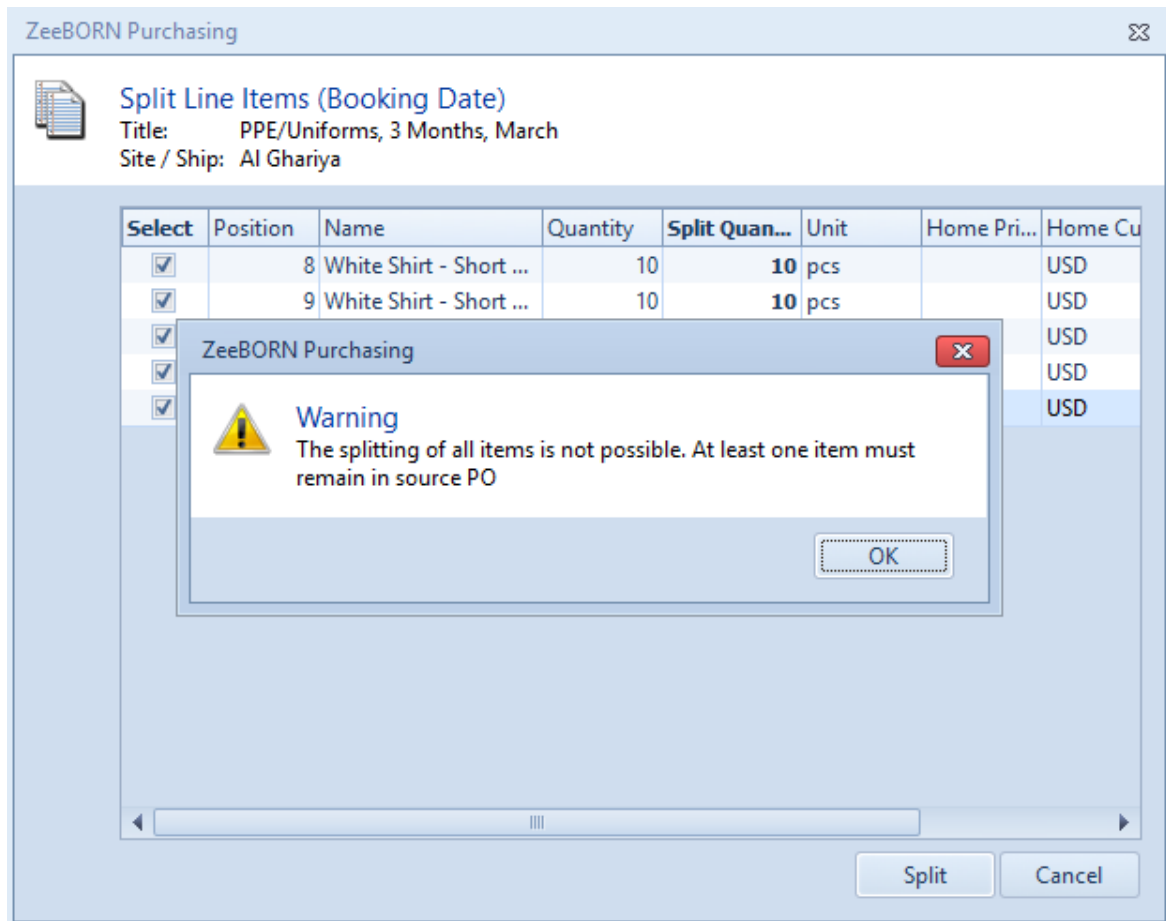 ZeeBORN Purchasing
Split Line Items (Booking Date)
Title: PPE/Uniforms, 3 Months, March
Site / Ship: Al Ghariya
Select Position Name Quantity Split Quan... Unit Home Pri... Home Cu
8 White Shirt - Short ... 10 10 pcs USD
9 White Shirt - Short ... 10 10 pcs USD
USD
USD
USD
ZeeBORN Purchasing
Warning
The splitting of all items is not possible. At least one item must
remain in source PO
OK
Split Cancel